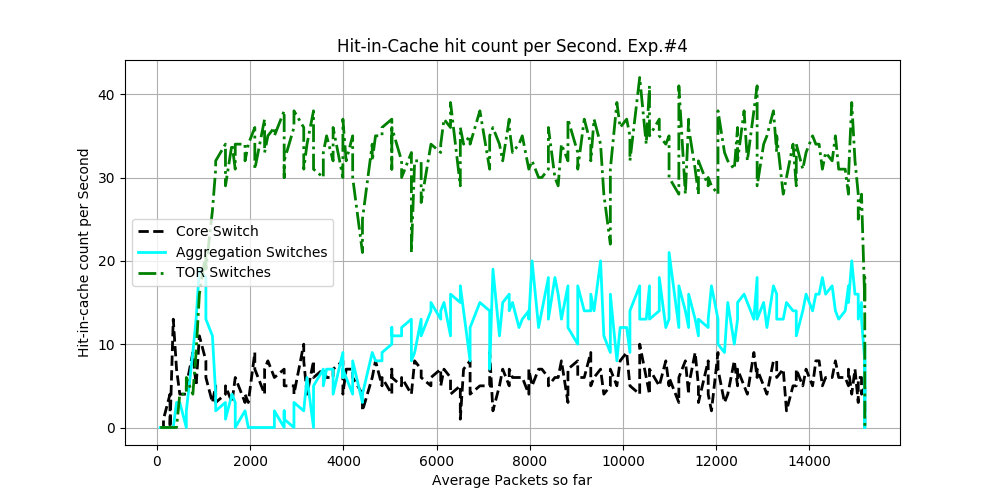 Hit-in-Cache hit count per Second. Exp.#4
Hit-in-cache count per Second
40
30
20
10
0
Core Switch
Aggregation Switches
TOR Switches
0 2000 4000 6000 8000 10000 12000 14000
Average Packets so far